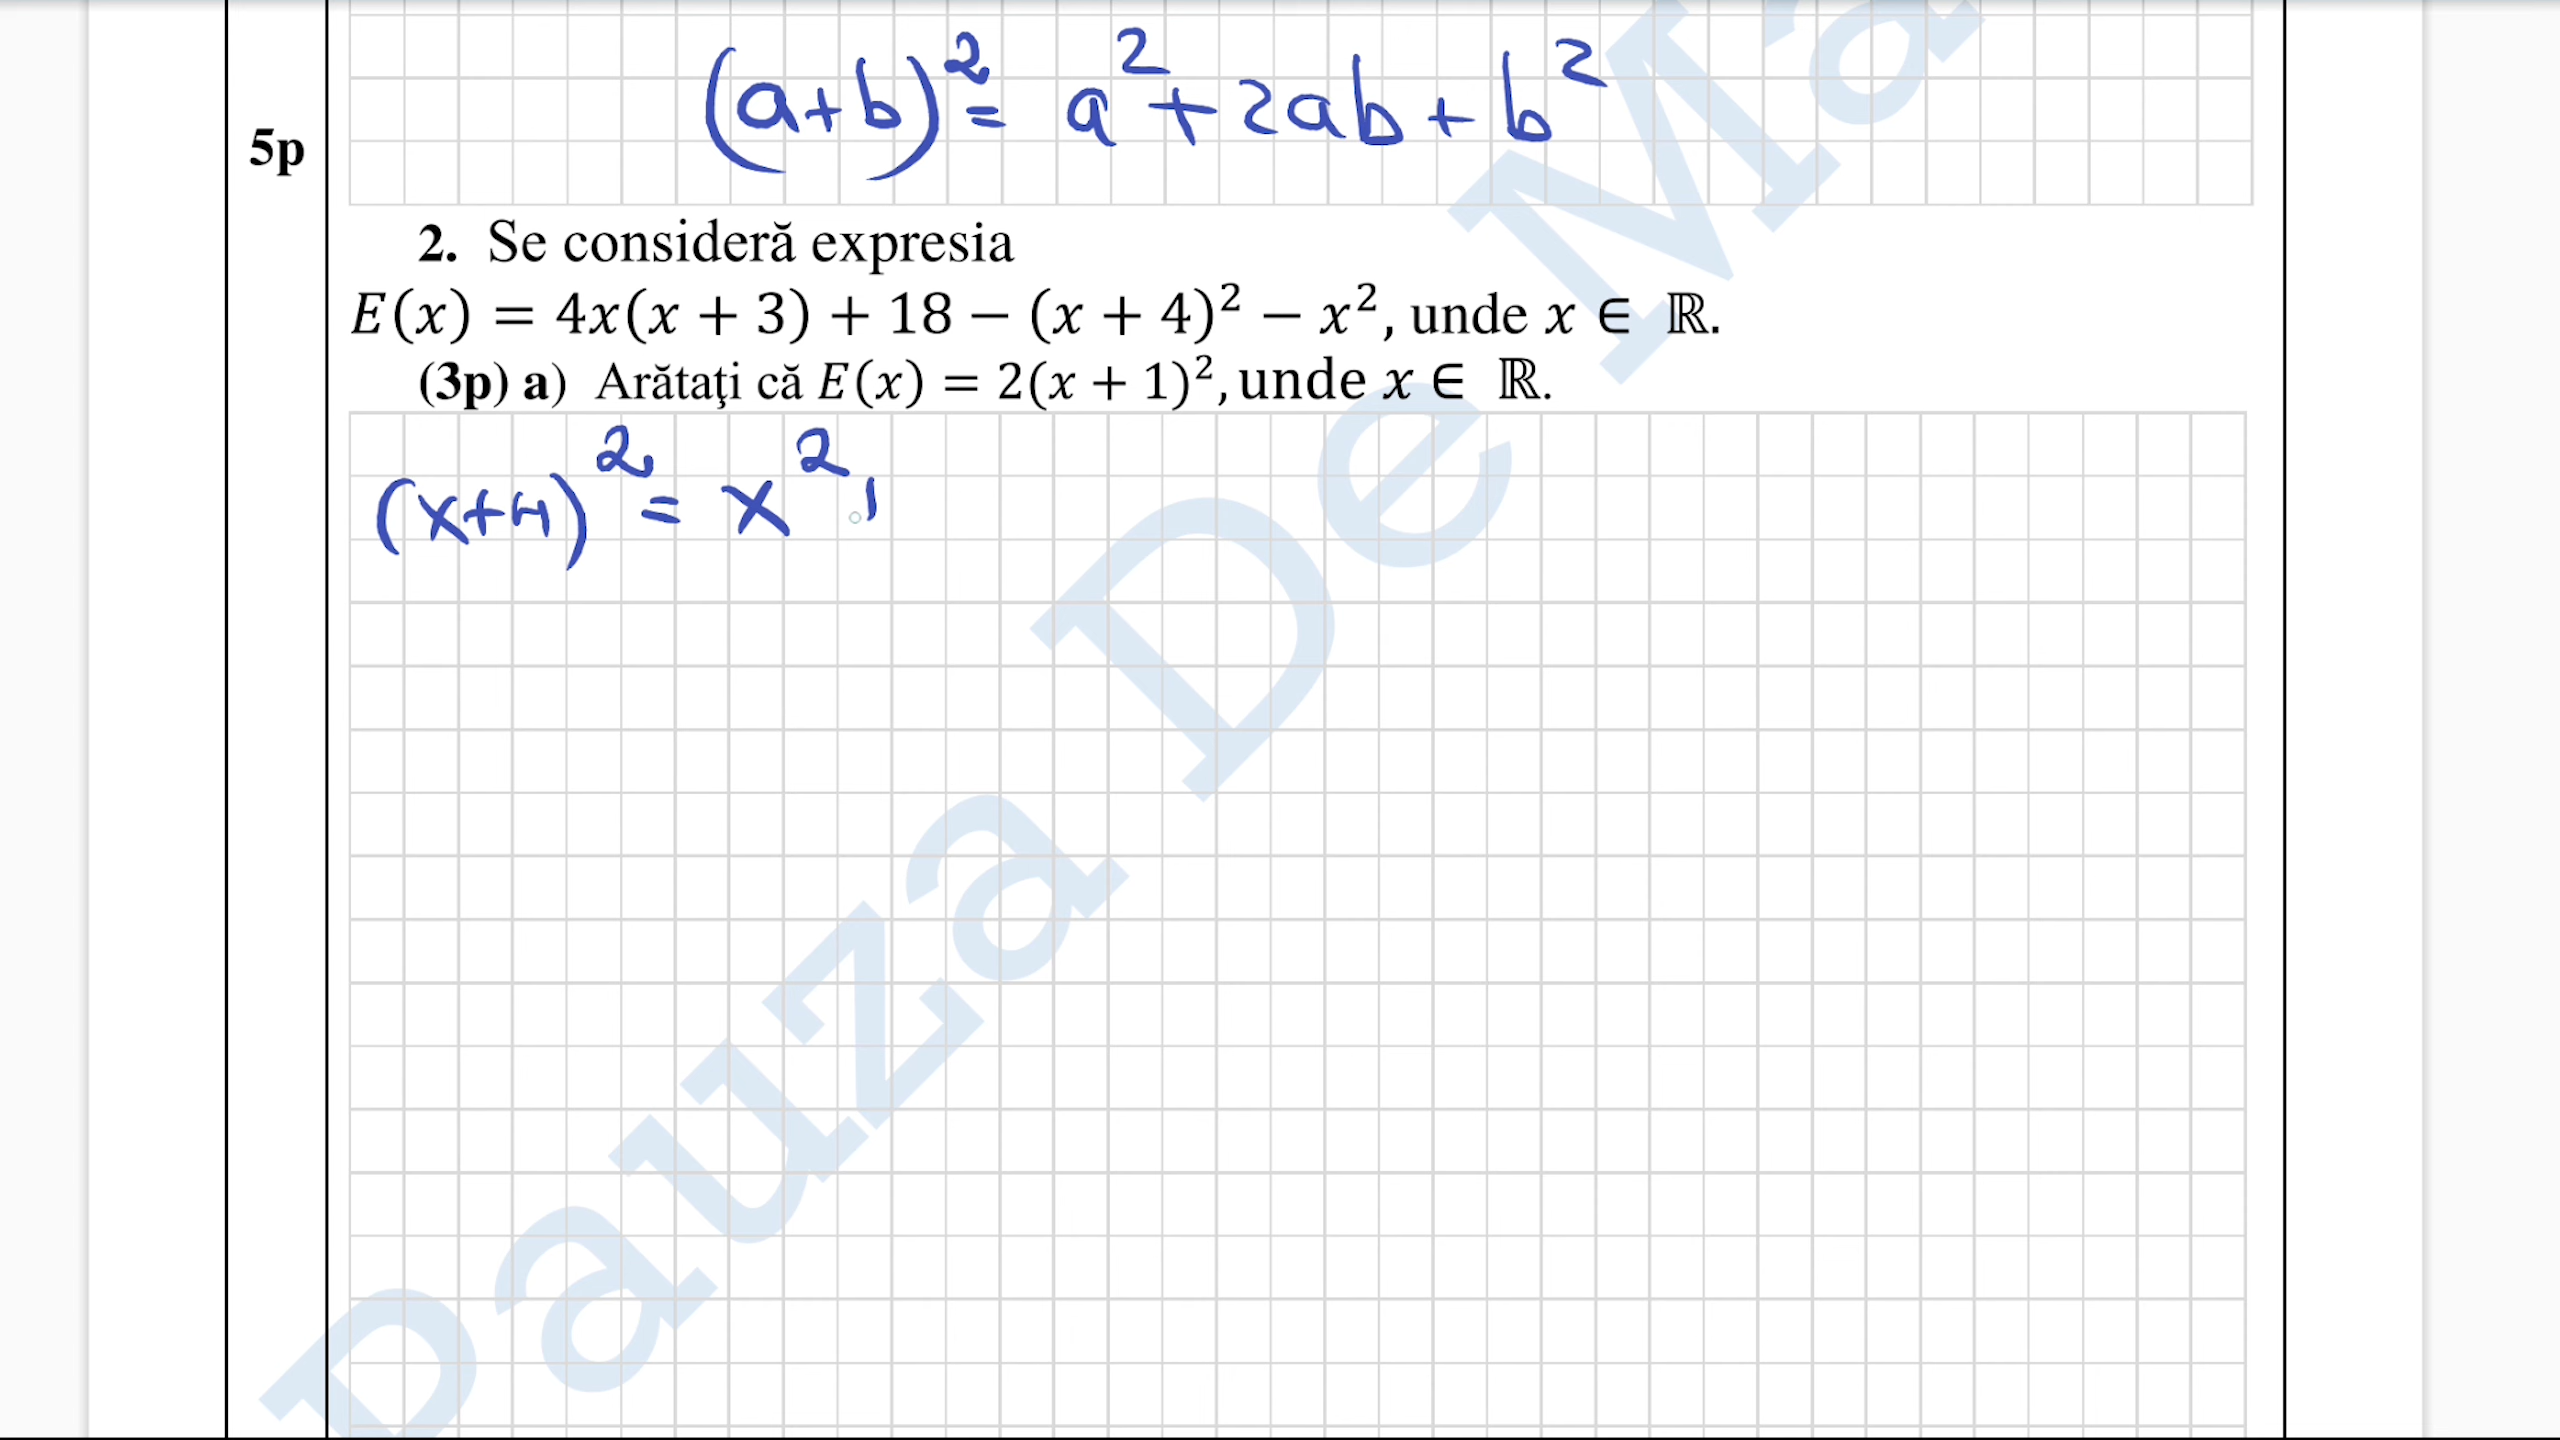 (a+b)² = a² + 2ab + b²
5p
2. Se consideră expresia
E(x) = 4x(x + 3) + 18 − (x + 4)² − x², unde x ∈ ℝ.
(3p) a) Arătaţi că E(x) = 2(x + 1)², unde x ∈ ℝ.
(x+4)² = x²
Pauza De Ma